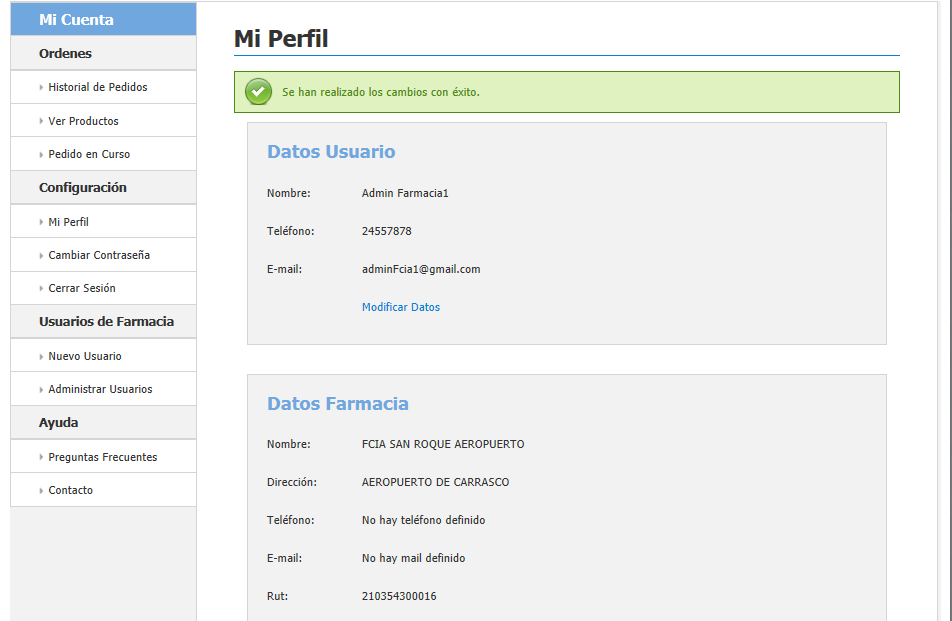 Mi Cuenta
Ordenes
Historial de Pedidos
Ver Productos
Pedido en Curso
Configuración
Mi Perfil
Cambiar Contraseña
Cerrar Sesión
Usuarios de Farmacia
Nuevo Usuario
Administrar Usuarios
Ayuda
Preguntas Frecuentes
Contacto
Mi Perfil
Se han realizado los cambios con éxito.
Datos Usuario
Nombre: Admin Farmacia1
Teléfono: 24557878
E-mail: adminFcia1@gmail.com
Modificar Datos
Datos Farmacia
Nombre: FCIA SAN ROQUE AEROPUERTO
Dirección: AEROPUERTO DE CARRASCO
Teléfono: No hay teléfono definido
E-mail: No hay mail definido
Rut: 210354300016